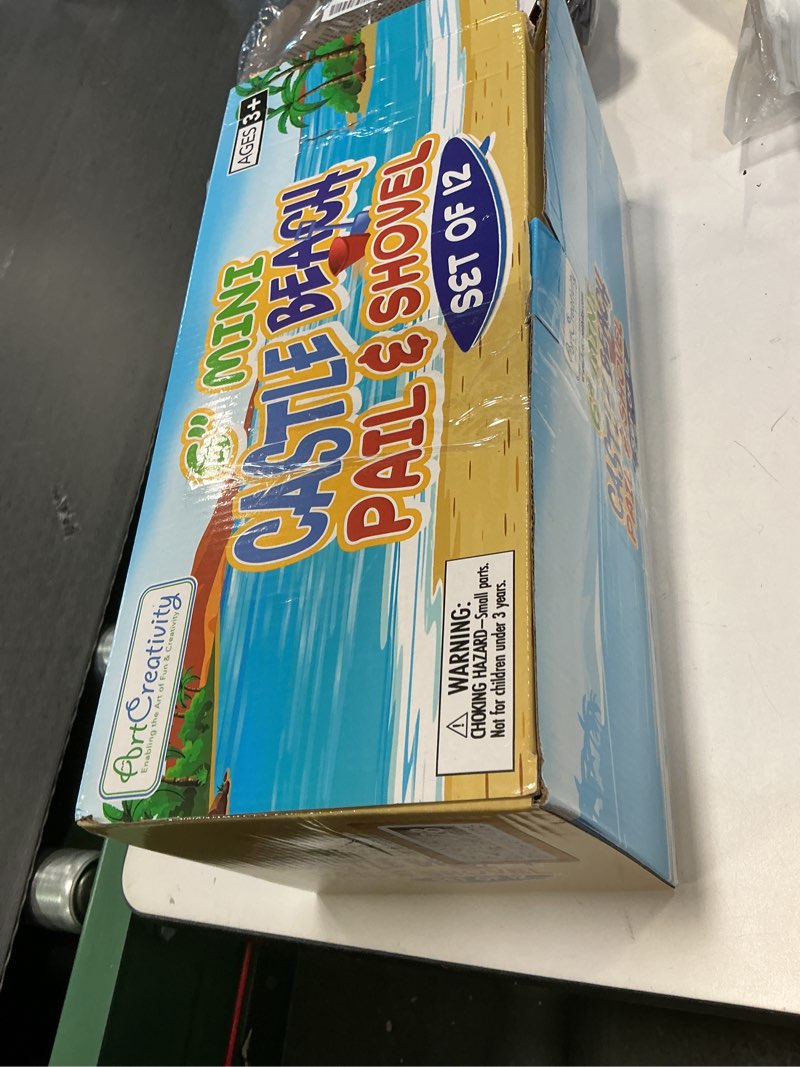 ArtCreativity
Enabling the Art of Fun & Creativity
AGES 3+
6" MINI
CASTLE BEACH
PAIL & SHOVEL
SET OF 12
WARNING:
CHOKING HAZARD—Small parts.
Not for children under 3 years.